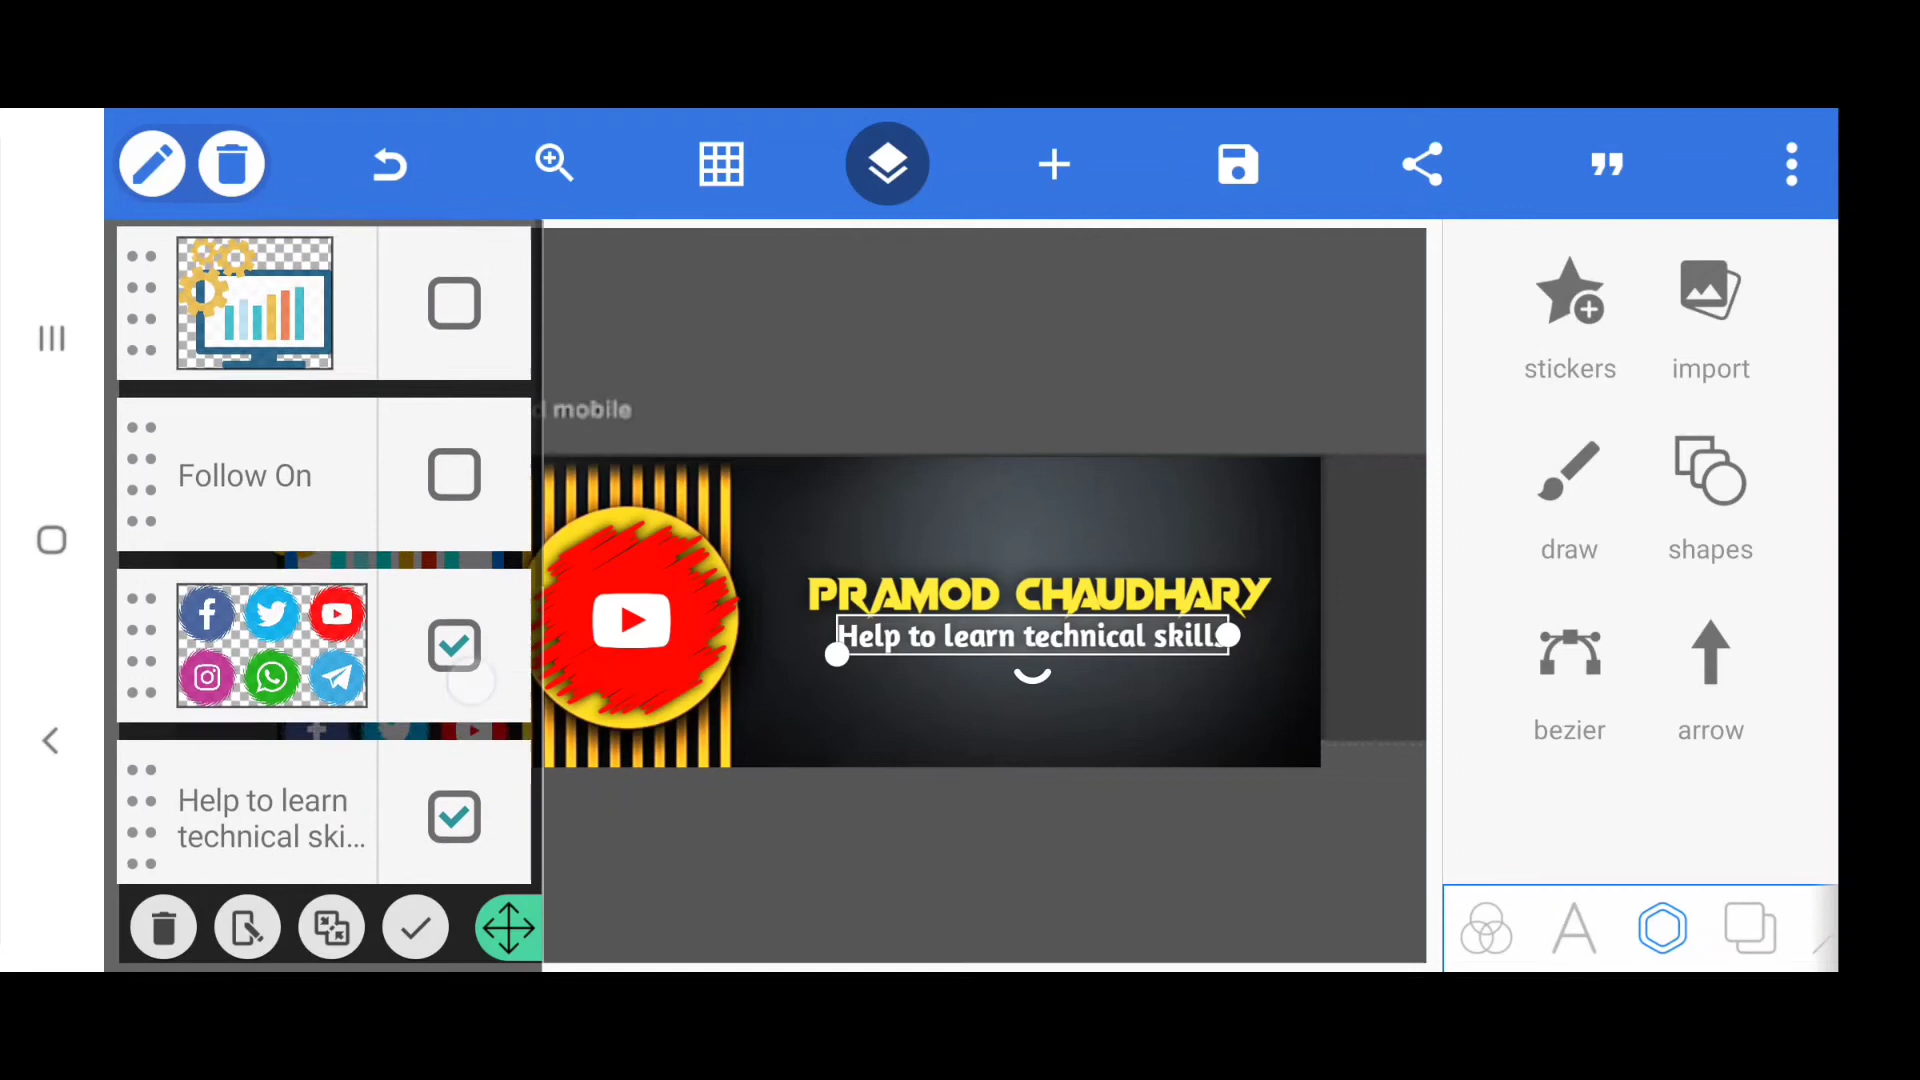 stickers
import
d mobile
Follow On
draw
shapes
PRAMOD CHAUDHARY
Help to learn technical skills
bezier
arrow
Help to learn
technical ski...